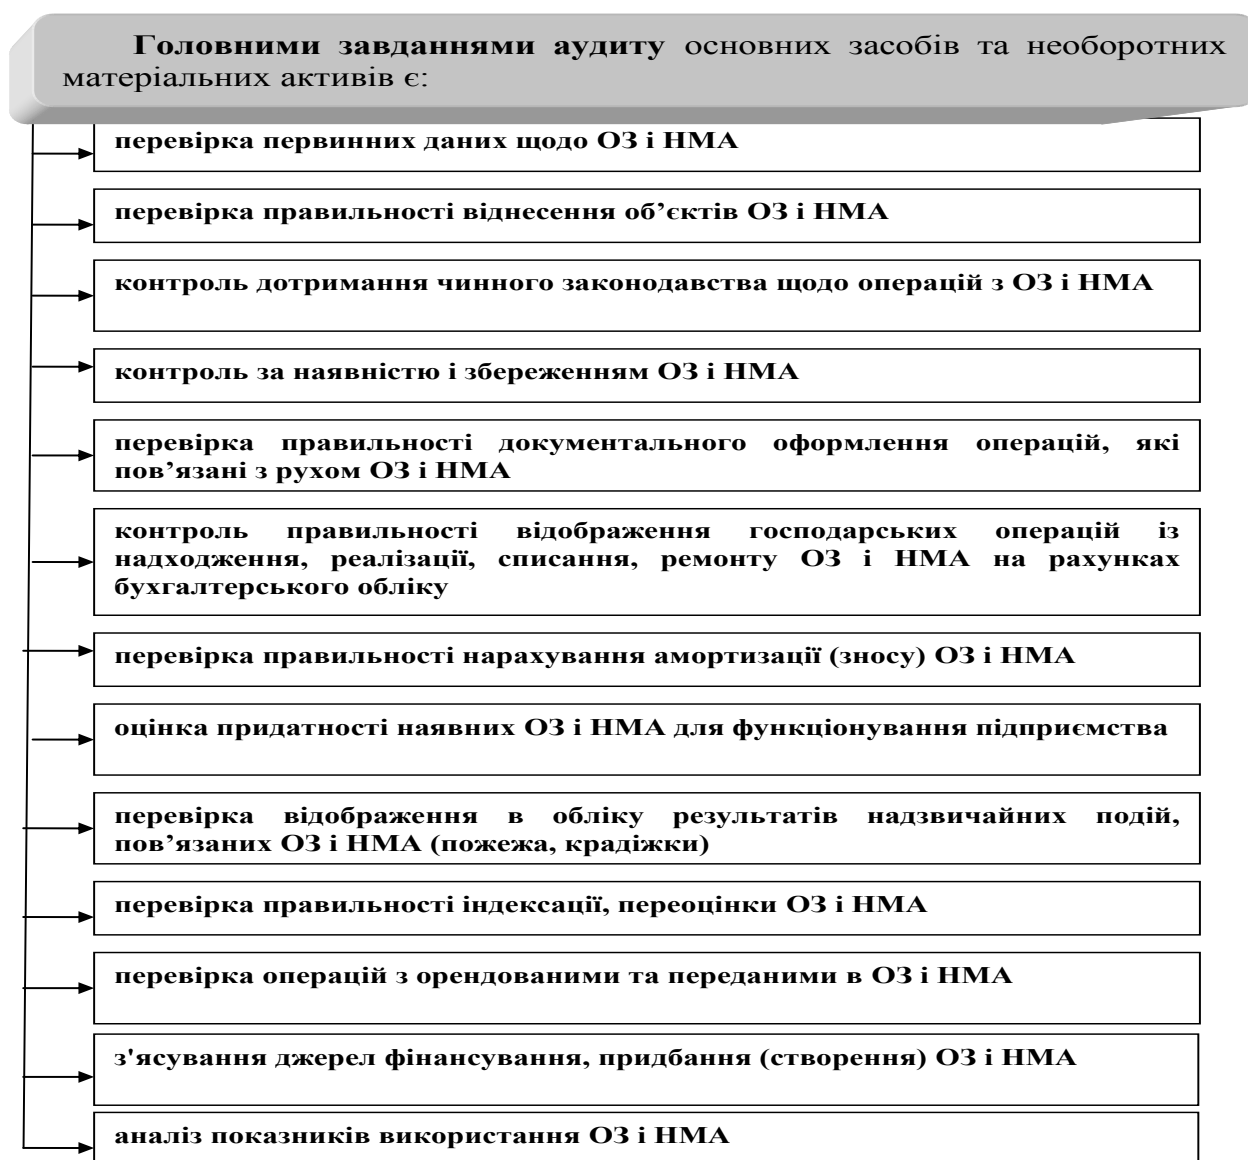 Головними завданнями аудиту основних засобів та необоротних
матеріальних активів є:
перевірка первинних даних щодо ОЗ і НМА
перевірка правильності віднесення об’єктів ОЗ і НМА
контроль дотримання чинного законодавства щодо операцій з ОЗ і НМА
контроль за наявністю і збереженням ОЗ і НМА
перевірка правильності документального оформлення операцій, які
пов’язані з рухом ОЗ і НМА
контроль правильності відображення господарських операцій із
надходження, реалізації, списання, ремонту ОЗ і НМА на рахунках
бухгалтерського обліку
перевірка правильності нарахування амортизації (зносу) ОЗ і НМА
оцінка придатності наявних ОЗ і НМА для функціонування підприємства
перевірка відображення в обліку результатів надзвичайних подій,
пов’язаних ОЗ і НМА (пожежа, крадіжки)
перевірка правильності індексації, переоцінки ОЗ і НМА
перевірка операцій з орендованими та переданими в ОЗ і НМА
з'ясування джерел фінансування, придбання (створення) ОЗ і НМА
аналіз показників використання ОЗ і НМА